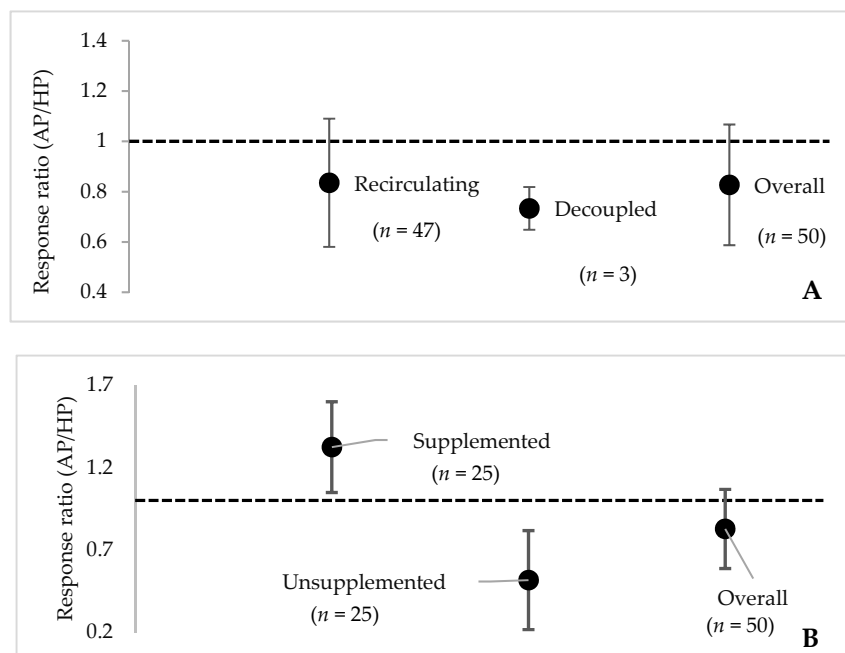 Response ratio (AP/HP)
1.4
1.2
1
0.8
0.6
0.4
Recirculating
(n = 47)
Decoupled
(n = 3)
Overall
(n = 50)
A
Response ratio (AP/HP)
1.7
1.2
0.7
0.2
Supplemented
(n = 25)
Unsupplemented
(n = 25)
Overall
(n = 50)
B